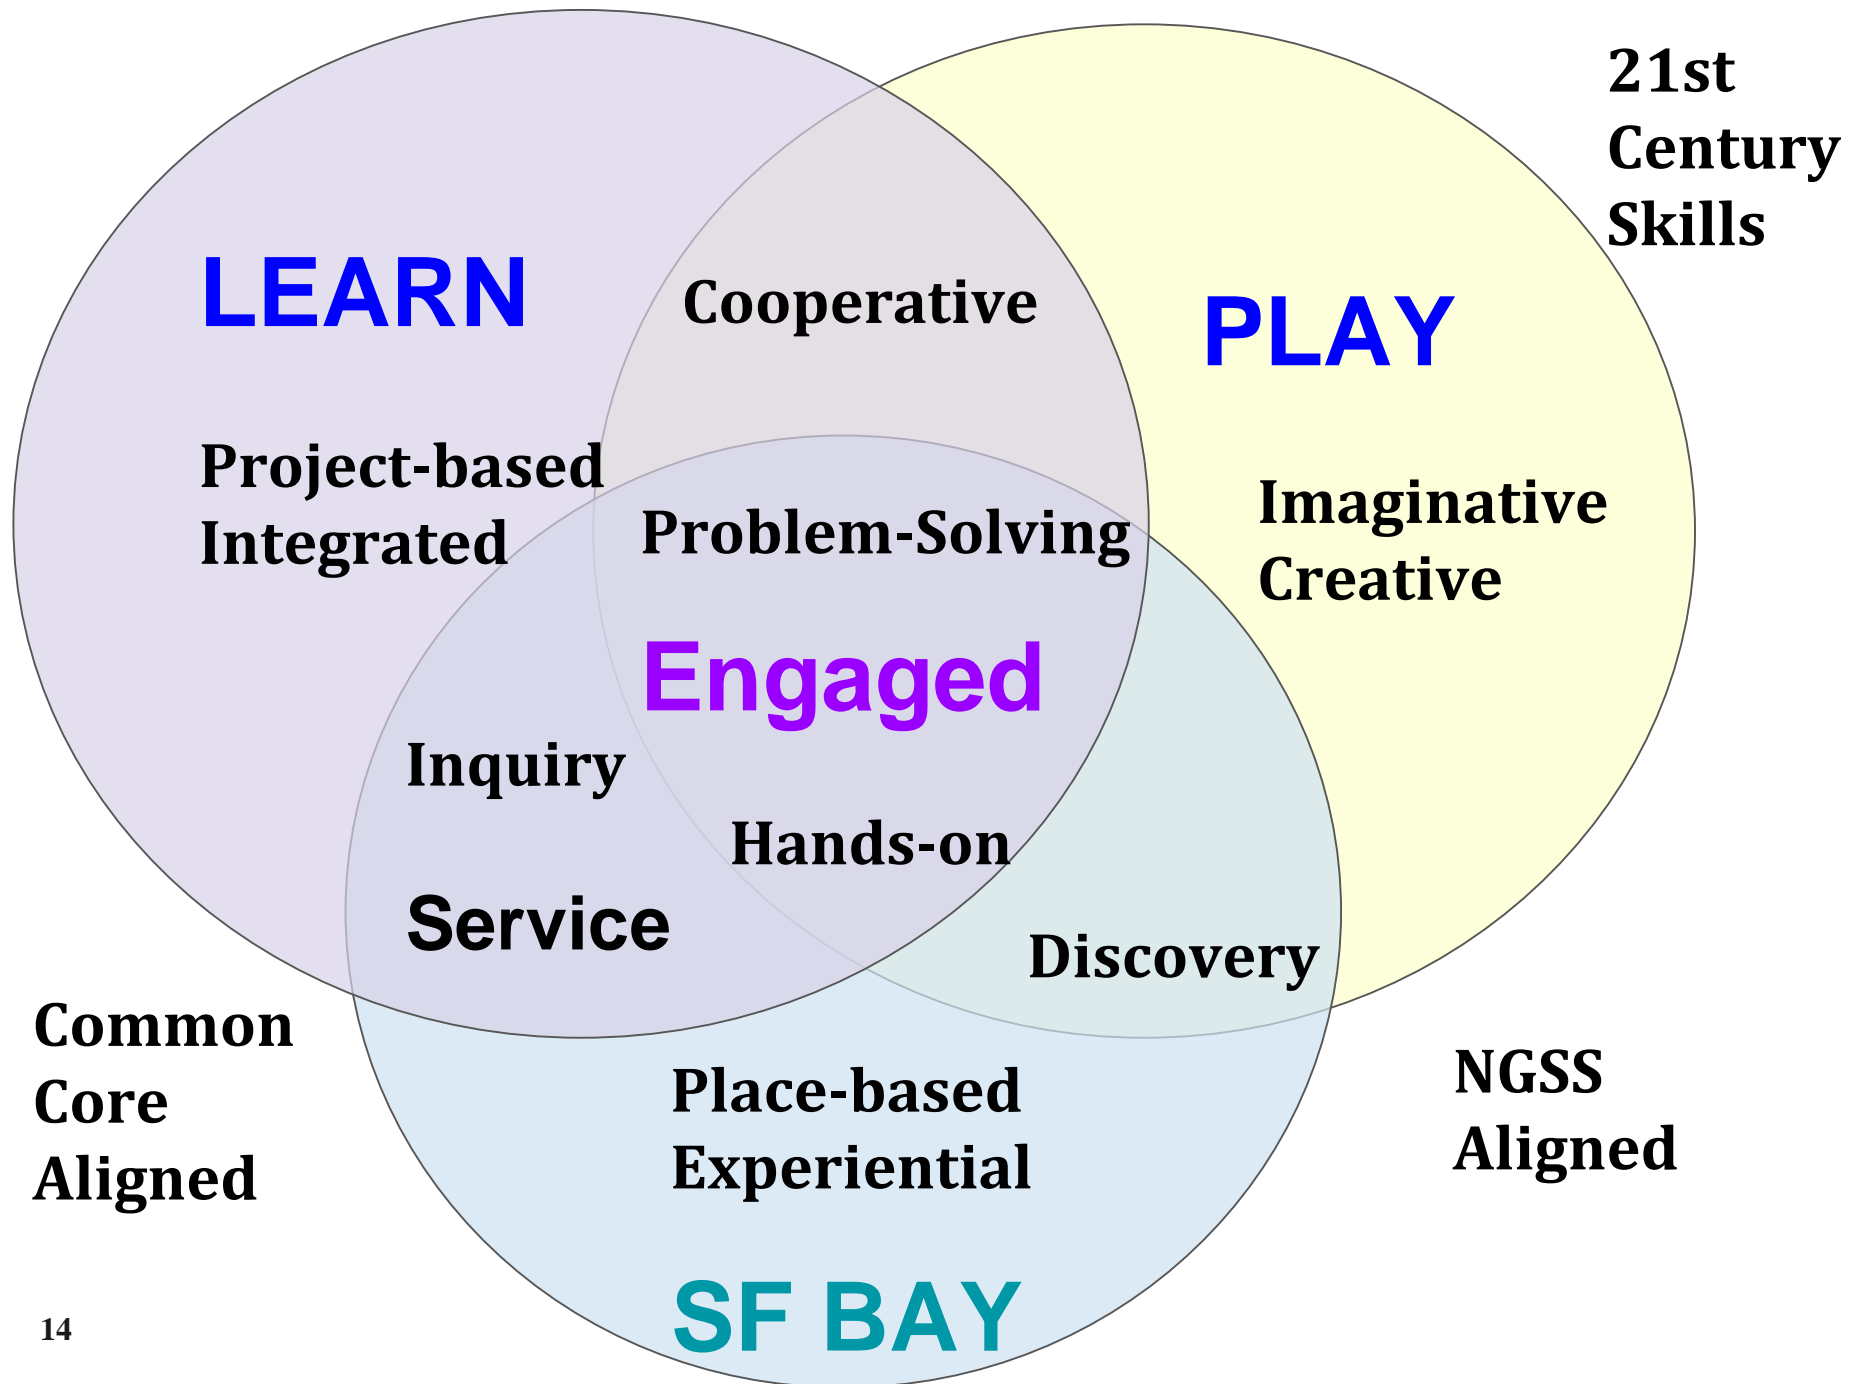 21st
Century
Skills
LEARN
Cooperative
PLAY
Project-based
Integrated
Problem-Solving
Imaginative
Creative
Engaged
Inquiry
Hands-on
Service
Discovery
Common
Core
Aligned
Place-based
Experiential
NGSS
Aligned
SF BAY
14